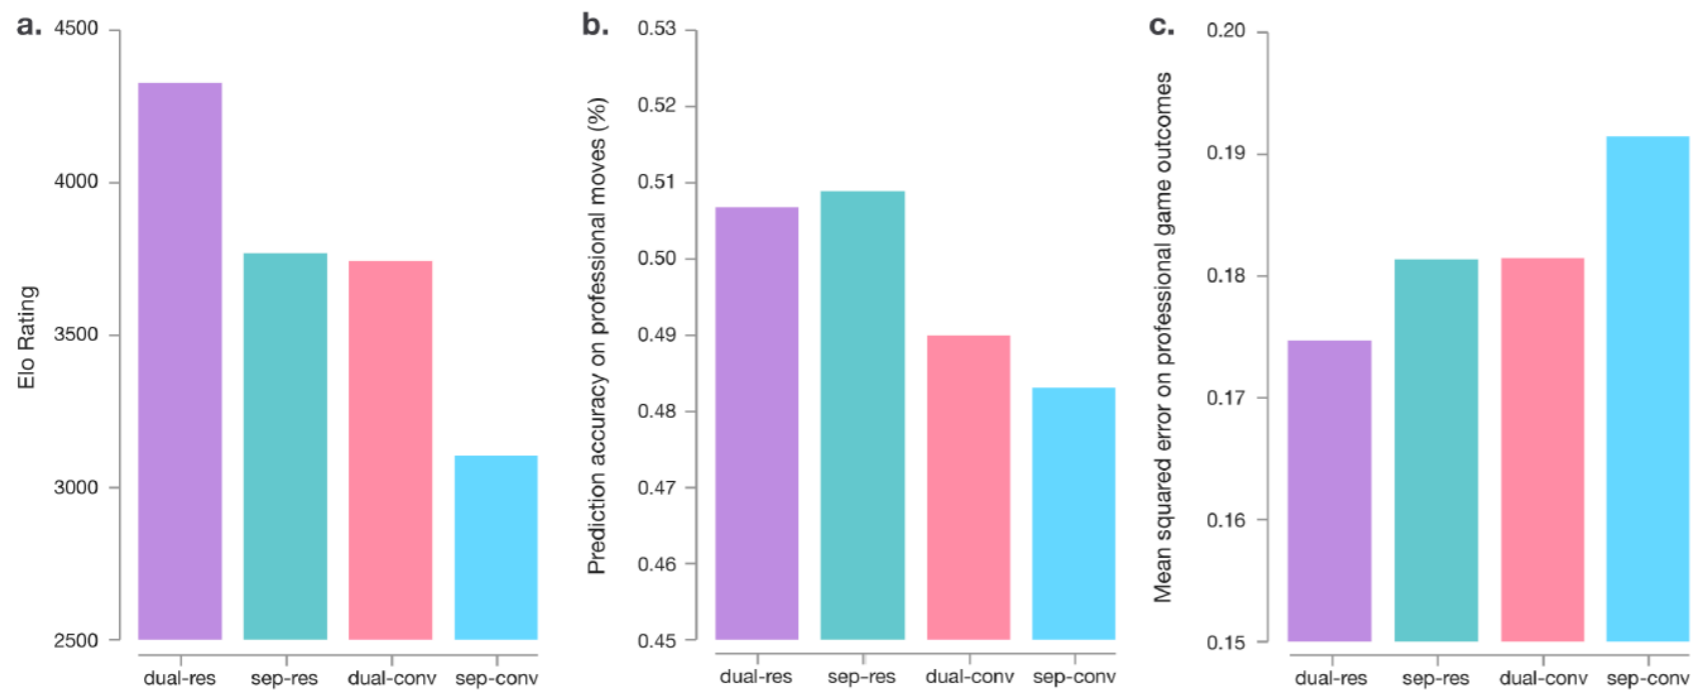 a.
Elo Rating
4500
4000
3500
3000
2500
dual-res
sep-res
dual-conv
sep-conv
b.
Prediction accuracy on professional moves (%)
0.53
0.52
0.51
0.50
0.49
0.48
0.47
0.46
0.45
dual-res
sep-res
dual-conv
sep-conv
c.
Mean squared error on professional game outcomes
0.20
0.19
0.18
0.17
0.16
0.15
dual-res
sep-res
dual-conv
sep-conv